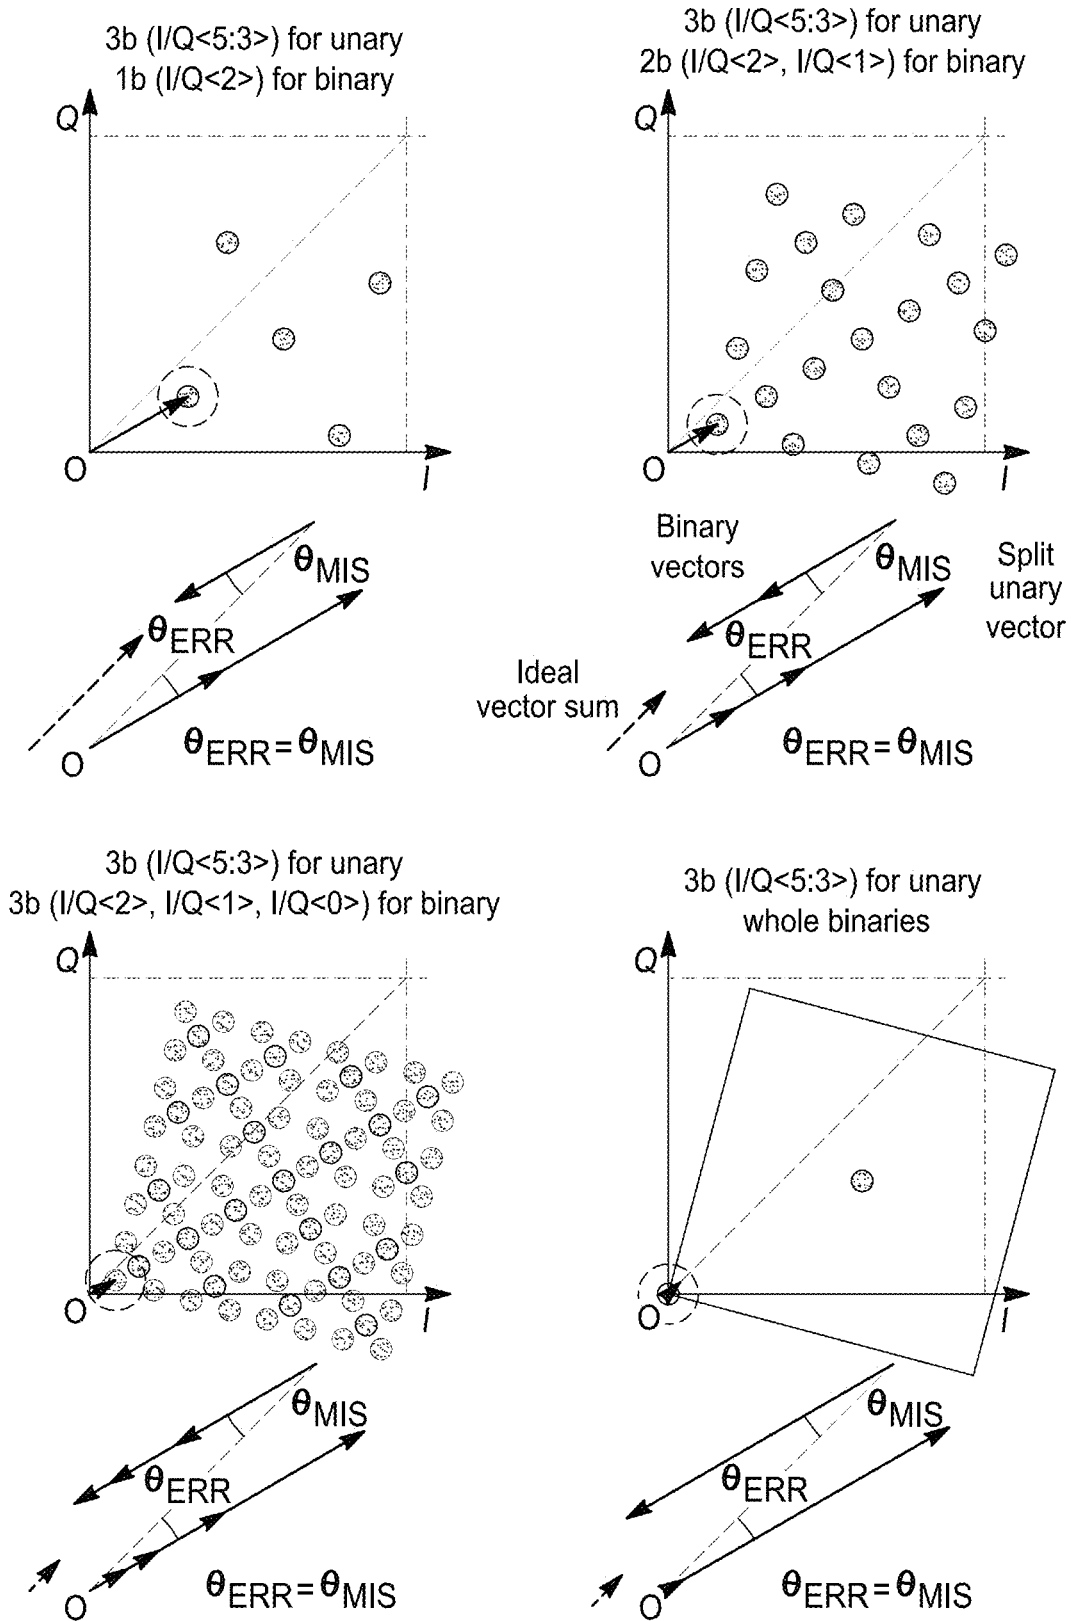 3b (I/Q<5:3>) for unary
1b (I/Q<2>) for binary
Q
O
I
θMIS
θERR
O
θERR=θMIS
3b (I/Q<5:3>) for unary
2b (I/Q<2>, I/Q<1>) for binary
Q
O
I
Binary
vectors
θMIS
Split
unary
vector
θERR
Ideal
vector sum
O
θERR=θMIS
3b (I/Q<5:3>) for unary
3b (I/Q<2>, I/Q<1>, I/Q<0>) for binary
Q
O
I
θMIS
θERR
O
θERR=θMIS
3b (I/Q<5:3>) for unary
whole binaries
Q
O
I
θMIS
θERR
O
θERR=θMIS